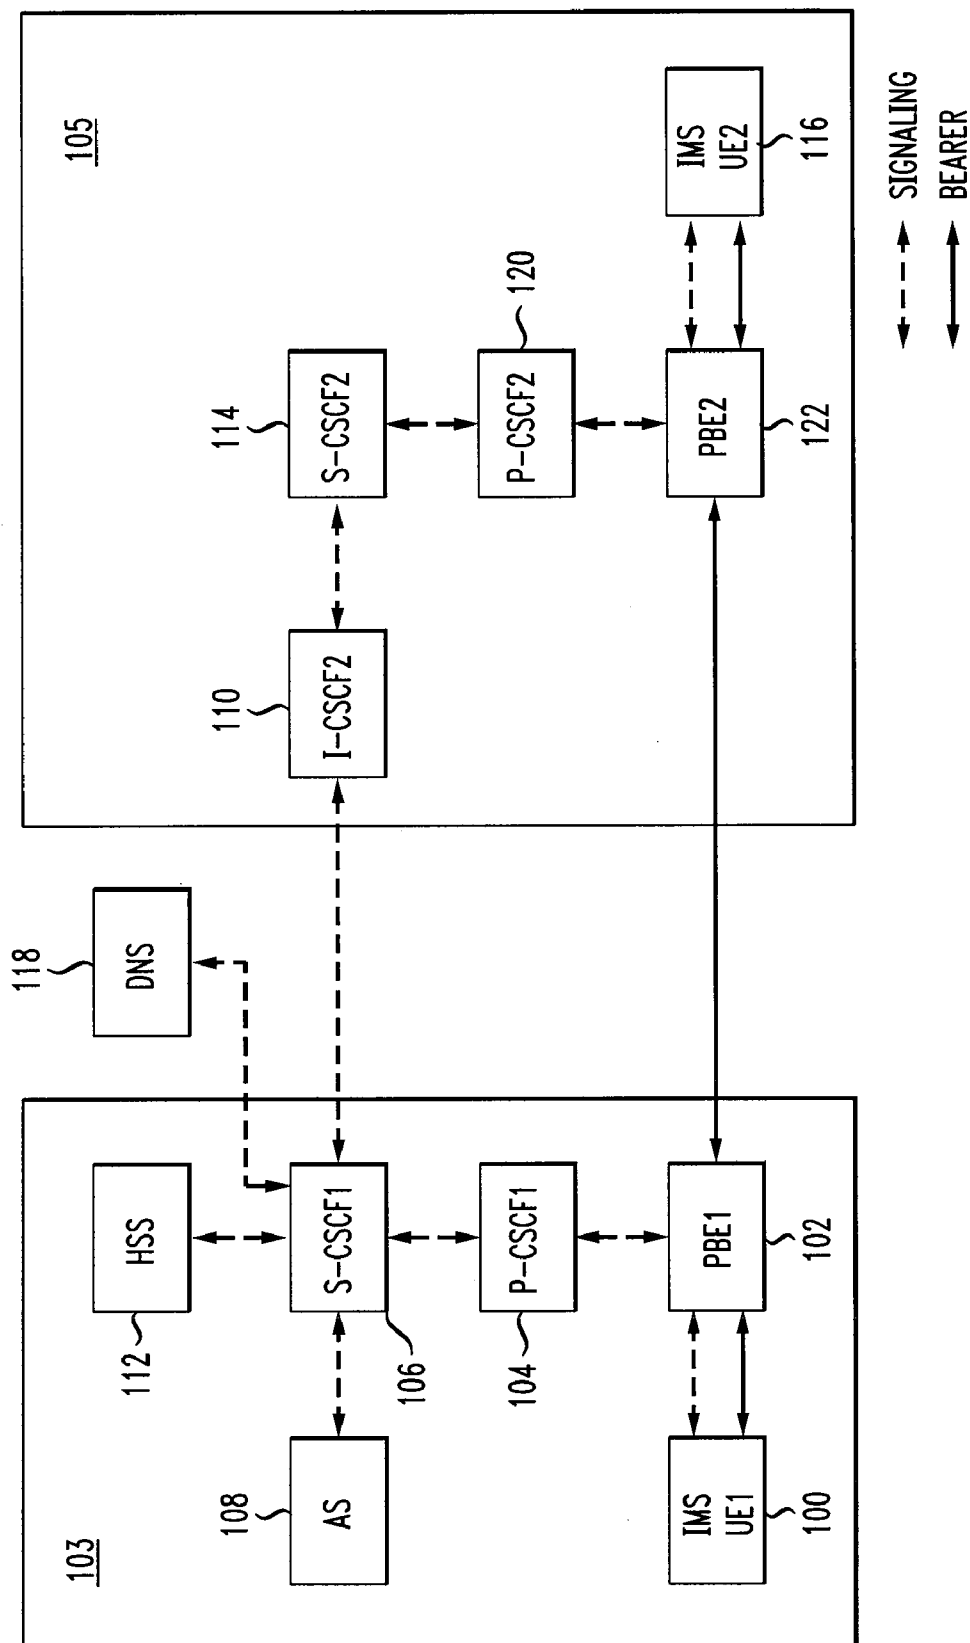 103
105
HSS
112
DNS
118
AS
108
S-CSCF1
106
I-CSCF2
110
S-CSCF2
114
P-CSCF1
104
P-CSCF2
120
IMS
UE1
100
PBE1
102
PBE2
122
IMS
UE2
116
SIGNALING
BEARER